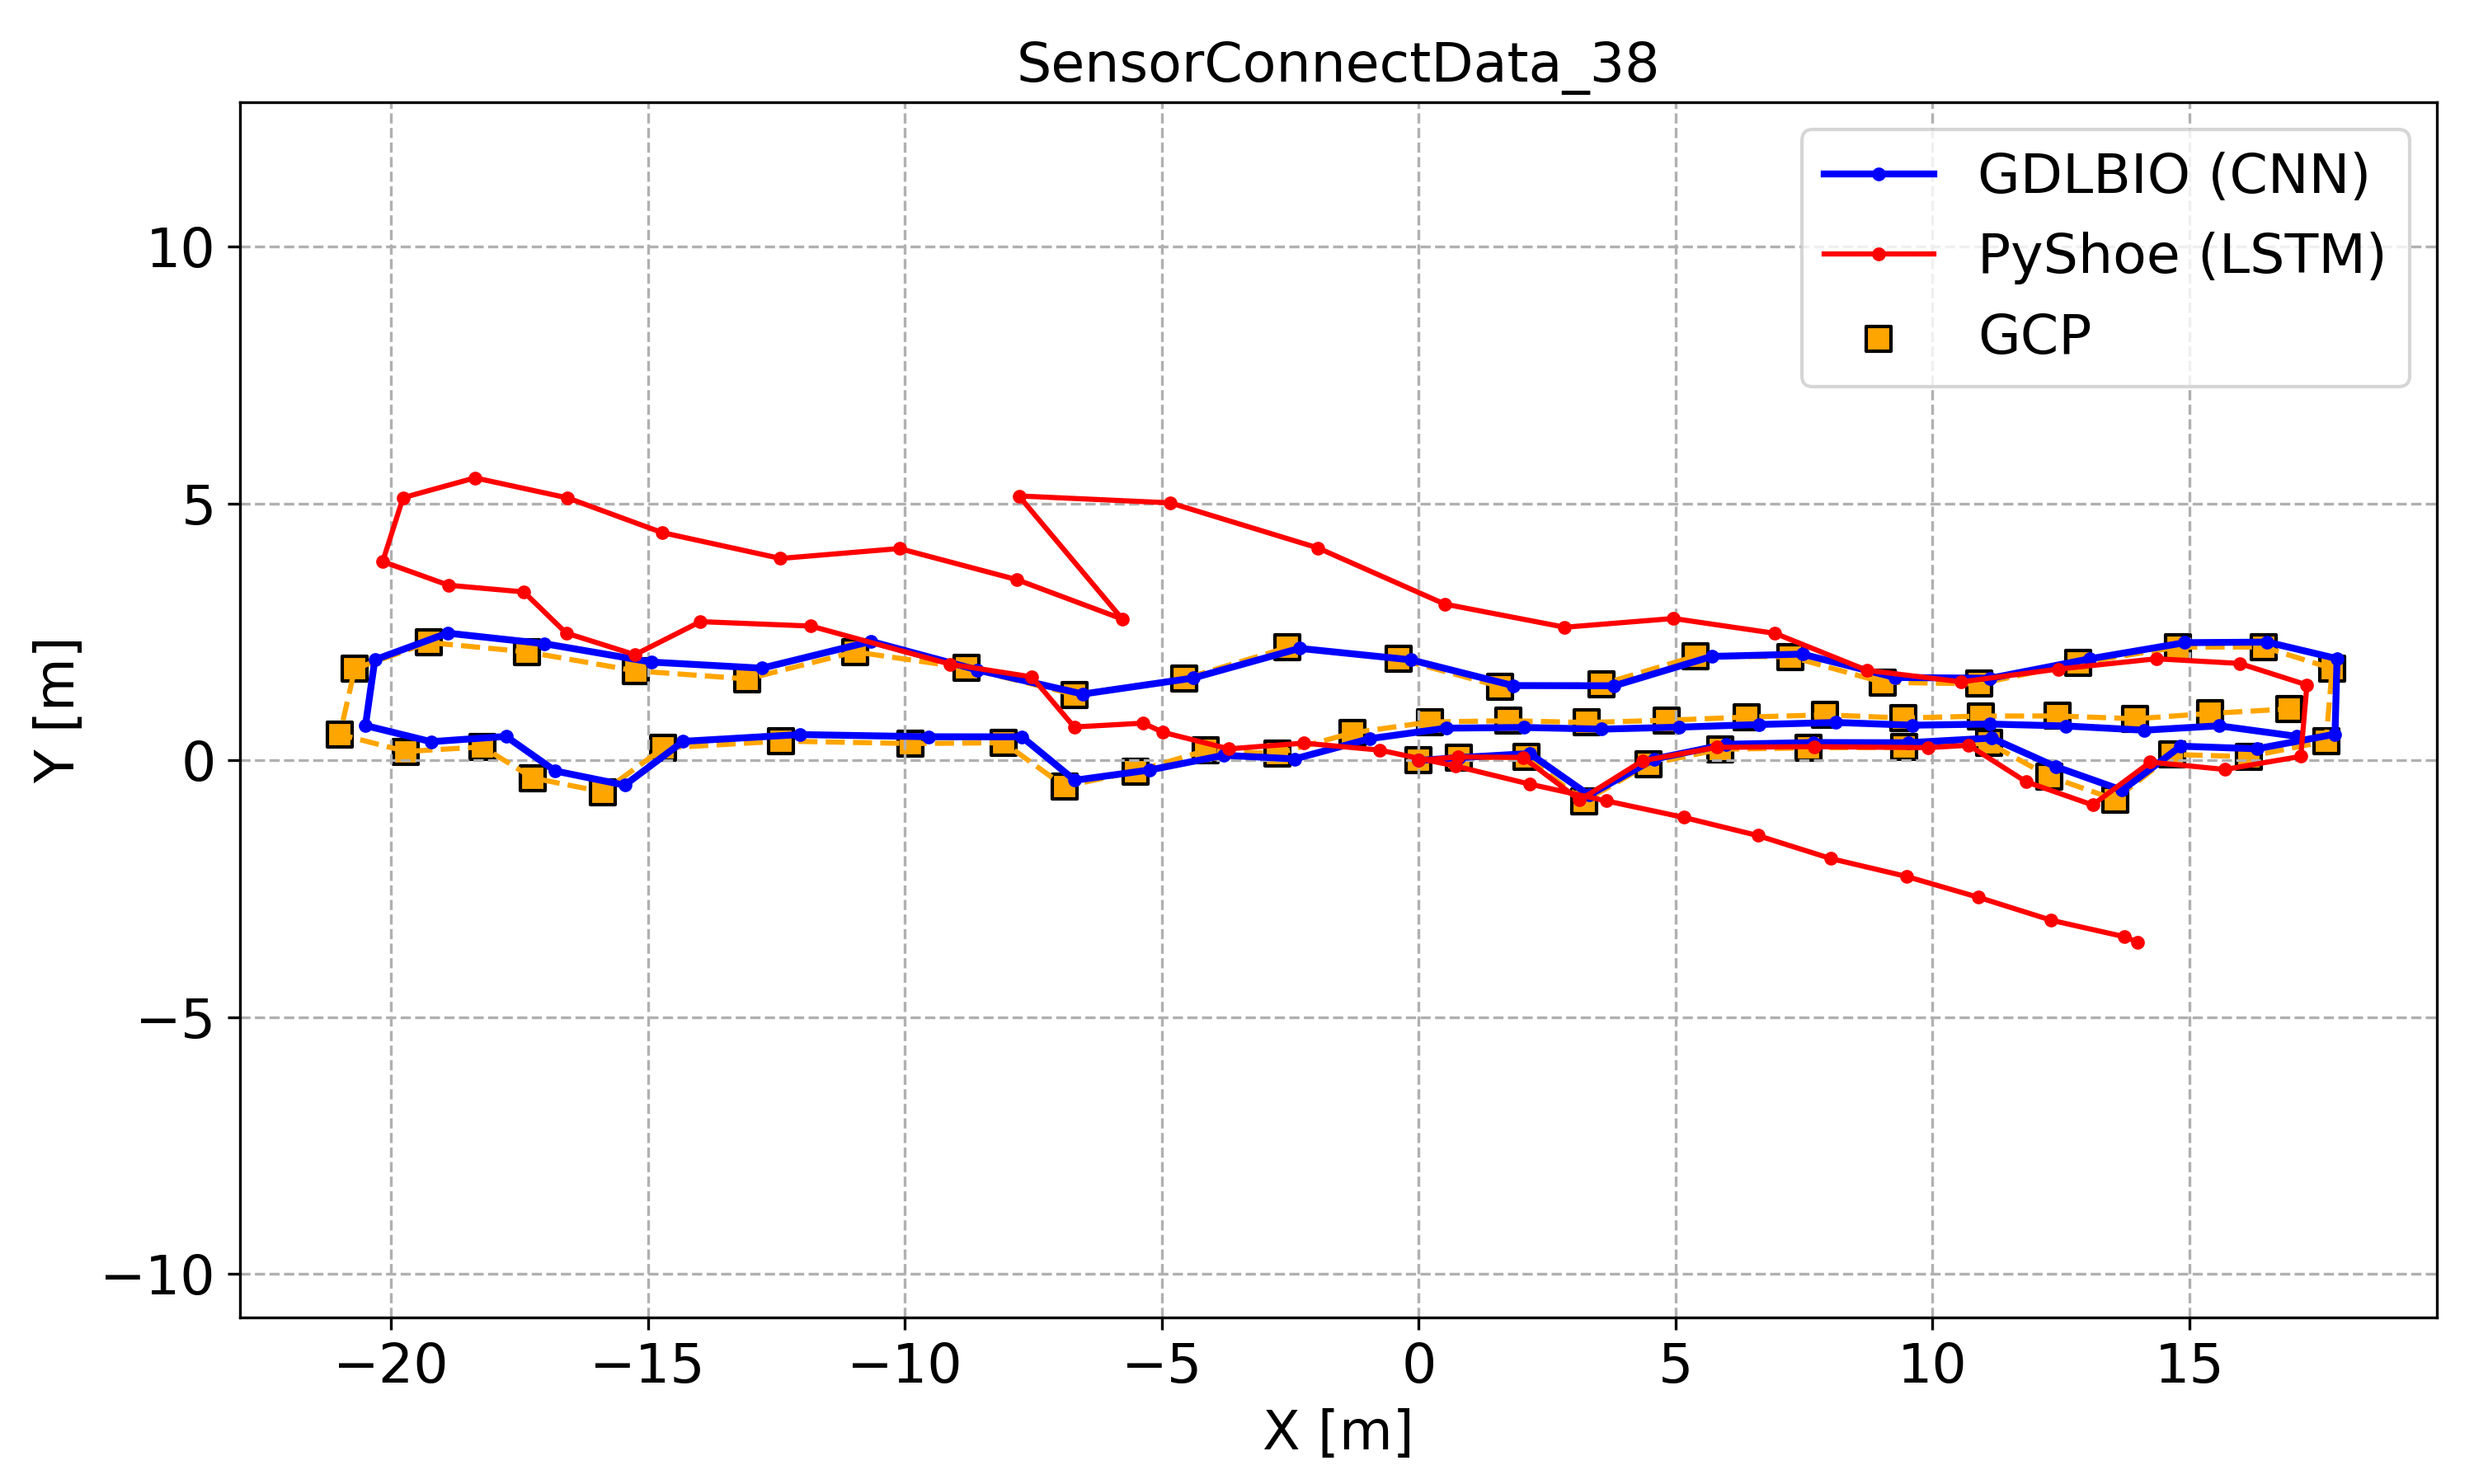 SensorConnectData_38
GDLBIO (CNN)
PyShoe (LSTM)
GCP
Y [m]
10
5
0
−5
−10
−20
−15
−10
−5
0
5
10
15
X [m]